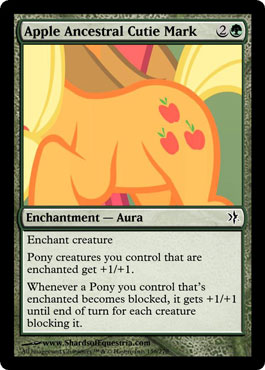 Apple Ancestral Cutie Mark 2
Enchantment — Aura
Enchant creature
Pony creatures you control that
are enchanted get +1/+1.
Whenever a Pony you control that's
enchanted becomes blocked, it gets +1/+1
until end of turn for each creature
blocking it.
www.ShardsofEquestria.com